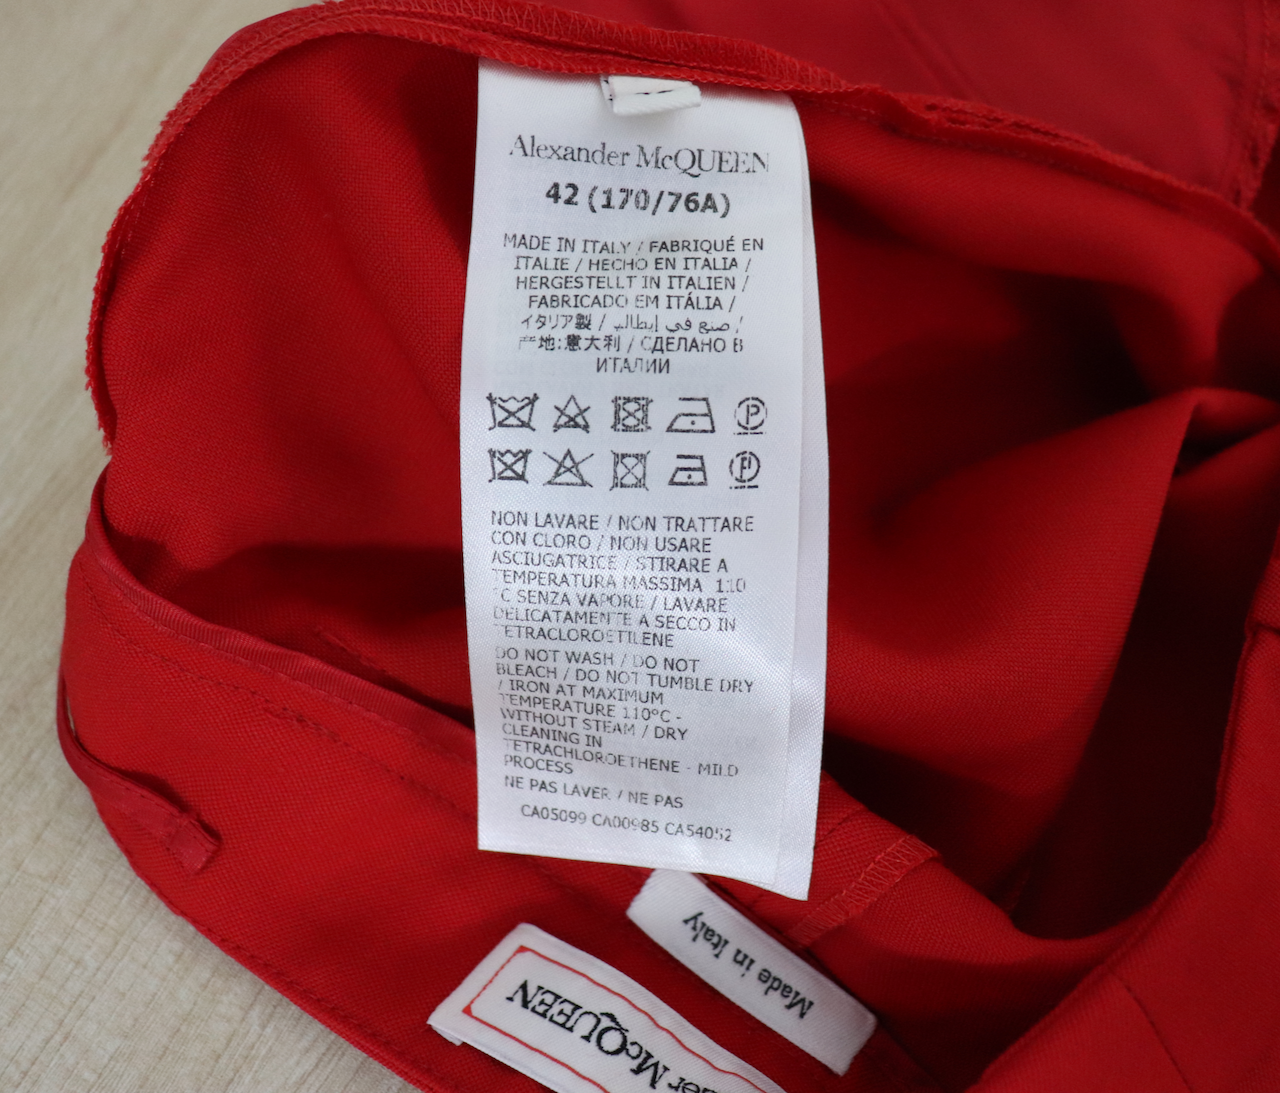 Alexander McQUEEN
42 (170/76A)
MADE IN ITALY / FABRIQUÉ EN
ITALIE / HECHO EN ITALIA /
HERGESTELLT IN ITALIEN /
FABRICADO EM ITÁLIA /
イタリア製 / صنع في إيطاليا /
产地:意大利 / СДЕЛАНО В
ИТАЛИИ
P
P
NON LAVARE / NON TRATTARE
CON CLORO / NON USARE
ASCIUGATRICE / STIRARE A
TEMPERATURA MASSIMA 110
°C SENZA VAPORE / LAVARE
DELICATAMENTE A SECCO IN
TETRACLOROETILENE
DO NOT WASH / DO NOT
BLEACH / DO NOT TUMBLE DRY
/ IRON AT MAXIMUM
TEMPERATURE 110°C -
WITHOUT STEAM / DRY
CLEANING IN
TETRACHLOROETHENE - MILD
PROCESS
NE PAS LAVER / NE PAS
CA05099 CA00985 CA54052
Made in Italy
der McQUEEN